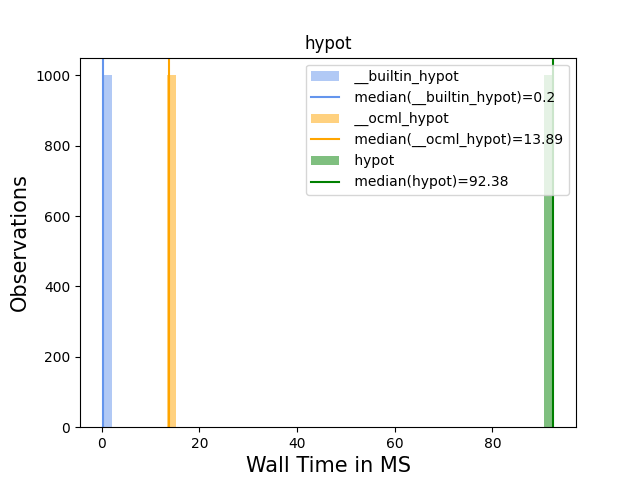 hypot
1000
800
600
400
200
0
Observations
__builtin_hypot
median(__builtin_hypot)=0.2
__ocml_hypot
median(__ocml_hypot)=13.89
hypot
median(hypot)=92.38
0 20 40 60 80
Wall Time in MS